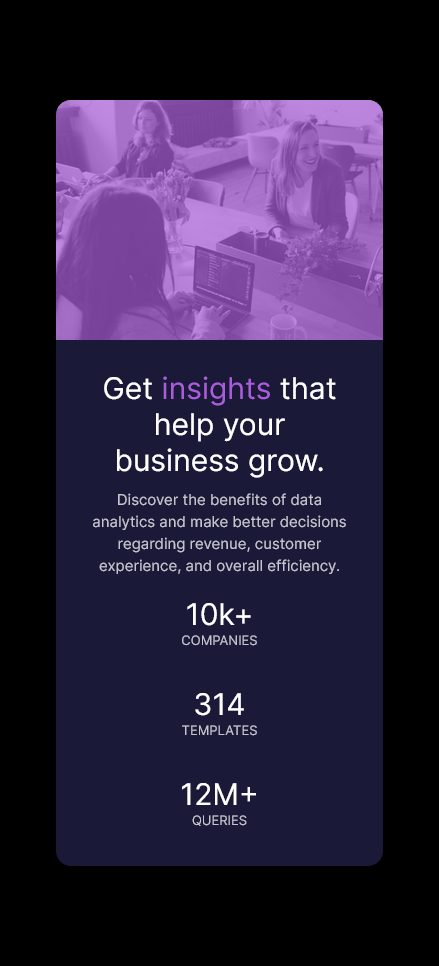 Get insights that
help your
business grow.
Discover the benefits of data
analytics and make better decisions
regarding revenue, customer
experience, and overall efficiency.
10k+
COMPANIES
314
TEMPLATES
12M+
QUERIES